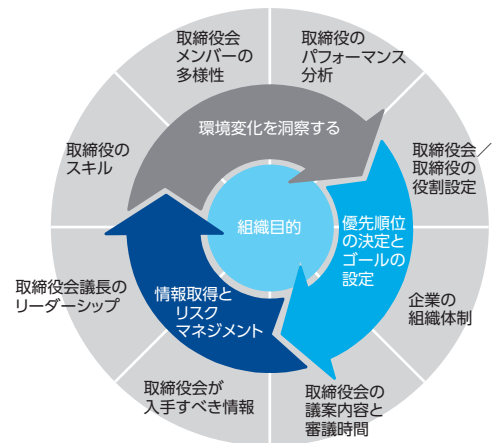 取締役会
メンバーの
多様性
取締役の
パフォーマンス
分析
取締役会／
取締役の
役割設定
企業の
組織体制
取締役会の
議案内容と
審議時間
取締役会が
入手すべき情報
取締役会議長の
リーダーシップ
取締役の
スキル
環境変化を洞察する
優先順位
の決定と
ゴールの
設定
情報取得と
リスク
マネジメント
組織目的